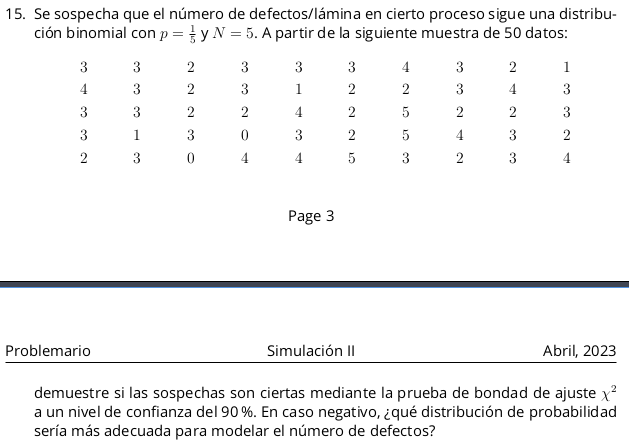 15. Se sospecha que el número de defectos/lámina en cierto proceso sigue una distribu-
ción binomial con p = 1/5 y N = 5. A partir de la siguiente muestra de 50 datos:
3 3 2 3 3 3 4 3 2 1
4 3 2 3 1 2 2 3 4 3
3 3 2 2 4 2 5 2 2 3
3 1 3 0 3 2 5 4 3 2
2 3 0 4 4 5 3 2 3 4
Page 3
Problemario Simulación II Abril, 2023
demuestre si las sospechas son ciertas mediante la prueba de bondad de ajuste χ²
a un nivel de confianza del 90 %. En caso negativo, ¿qué distribución de probabilidad
sería más adecuada para modelar el número de defectos?